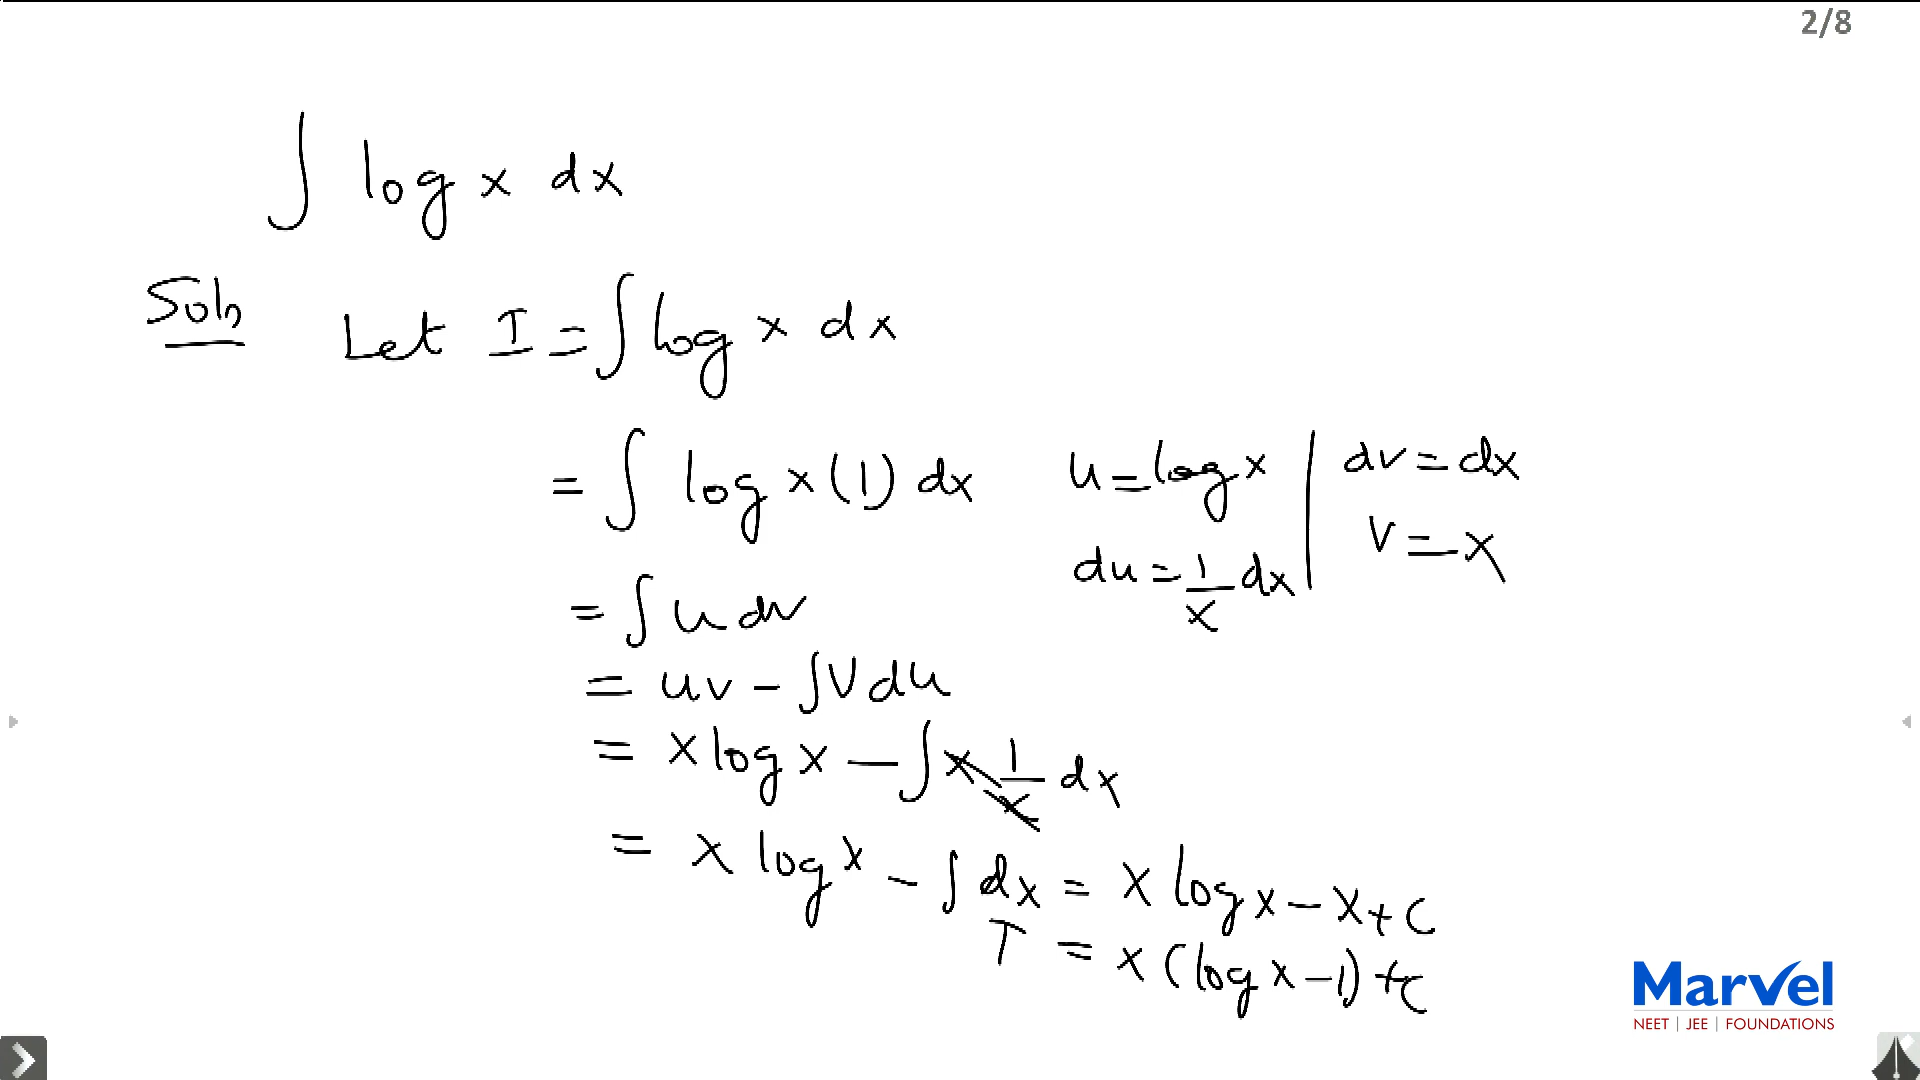 2/8
∫ log x dx
Soln Let I = ∫ log x dx
= ∫ log x (1) dx u = log x | dv = dx
du = 1/x dx | v = x
= ∫ u dv
= uv - ∫ v du
= x log x - ∫ x 1/x dx
= x log x - ∫ dx = x log x - x + c
I = x (log x - 1) + c
Marvel
NEET | JEE | FOUNDATIONS